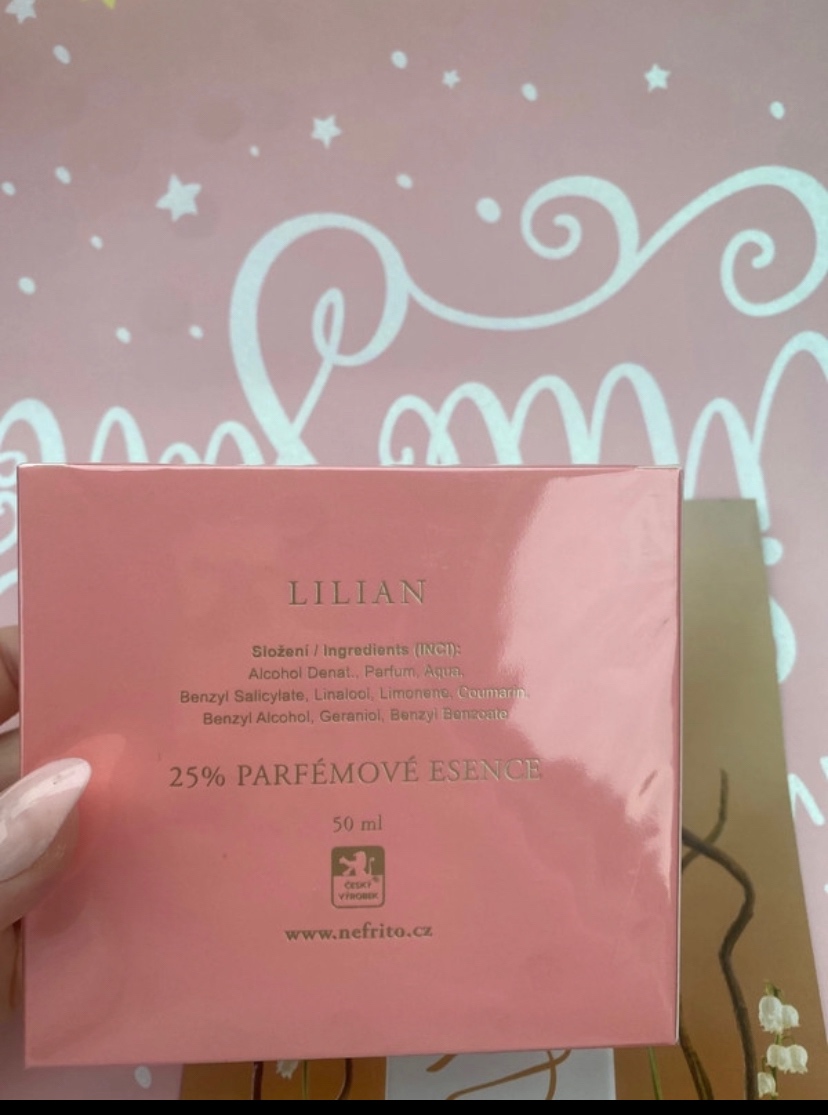 LILIAN
Složení / Ingredients (INCI):
Alcohol Denat., Parfum, Aqua,
Benzyl Salicylate, Linalool, Limonene, Coumarin,
Benzyl Alcohol, Geraniol, Benzyl Benzoate
25% PARFÉMOVÉ ESENCE
50 ml
ČESKÝ
VÝROBEK
www.nefrito.cz